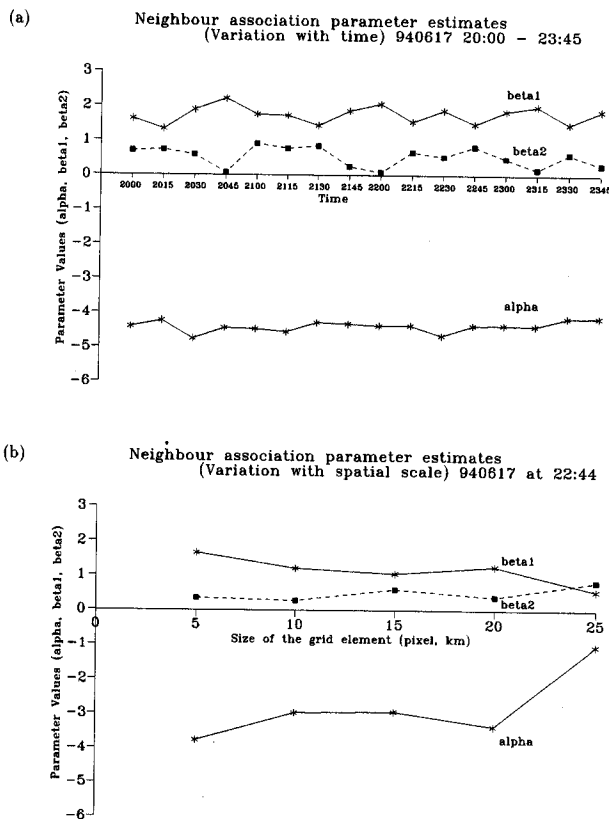 (a)
Neighbour association parameter estimates
(Variation with time) 940617 20:00 - 23:45
Parameter Values (alpha, beta1, beta2)
3
2
1
0
-1
-2
-3
-4
-5
-6
beta1
beta2
2000 2015 2030 2045 2100 2115 2130 2145 2200 2215 2230 2245 2300 2315 2330 2345
Time
alpha
(b)
Neighbour association parameter estimates
(Variation with spatial scale) 940617 at 22:44
Parameter Values (alpha, beta1, beta2)
3
2
1
0
-1
-2
-3
-4
-5
-6
beta1
beta2
0 5 10 15 20 25
Size of the grid element (pixel, km)
alpha